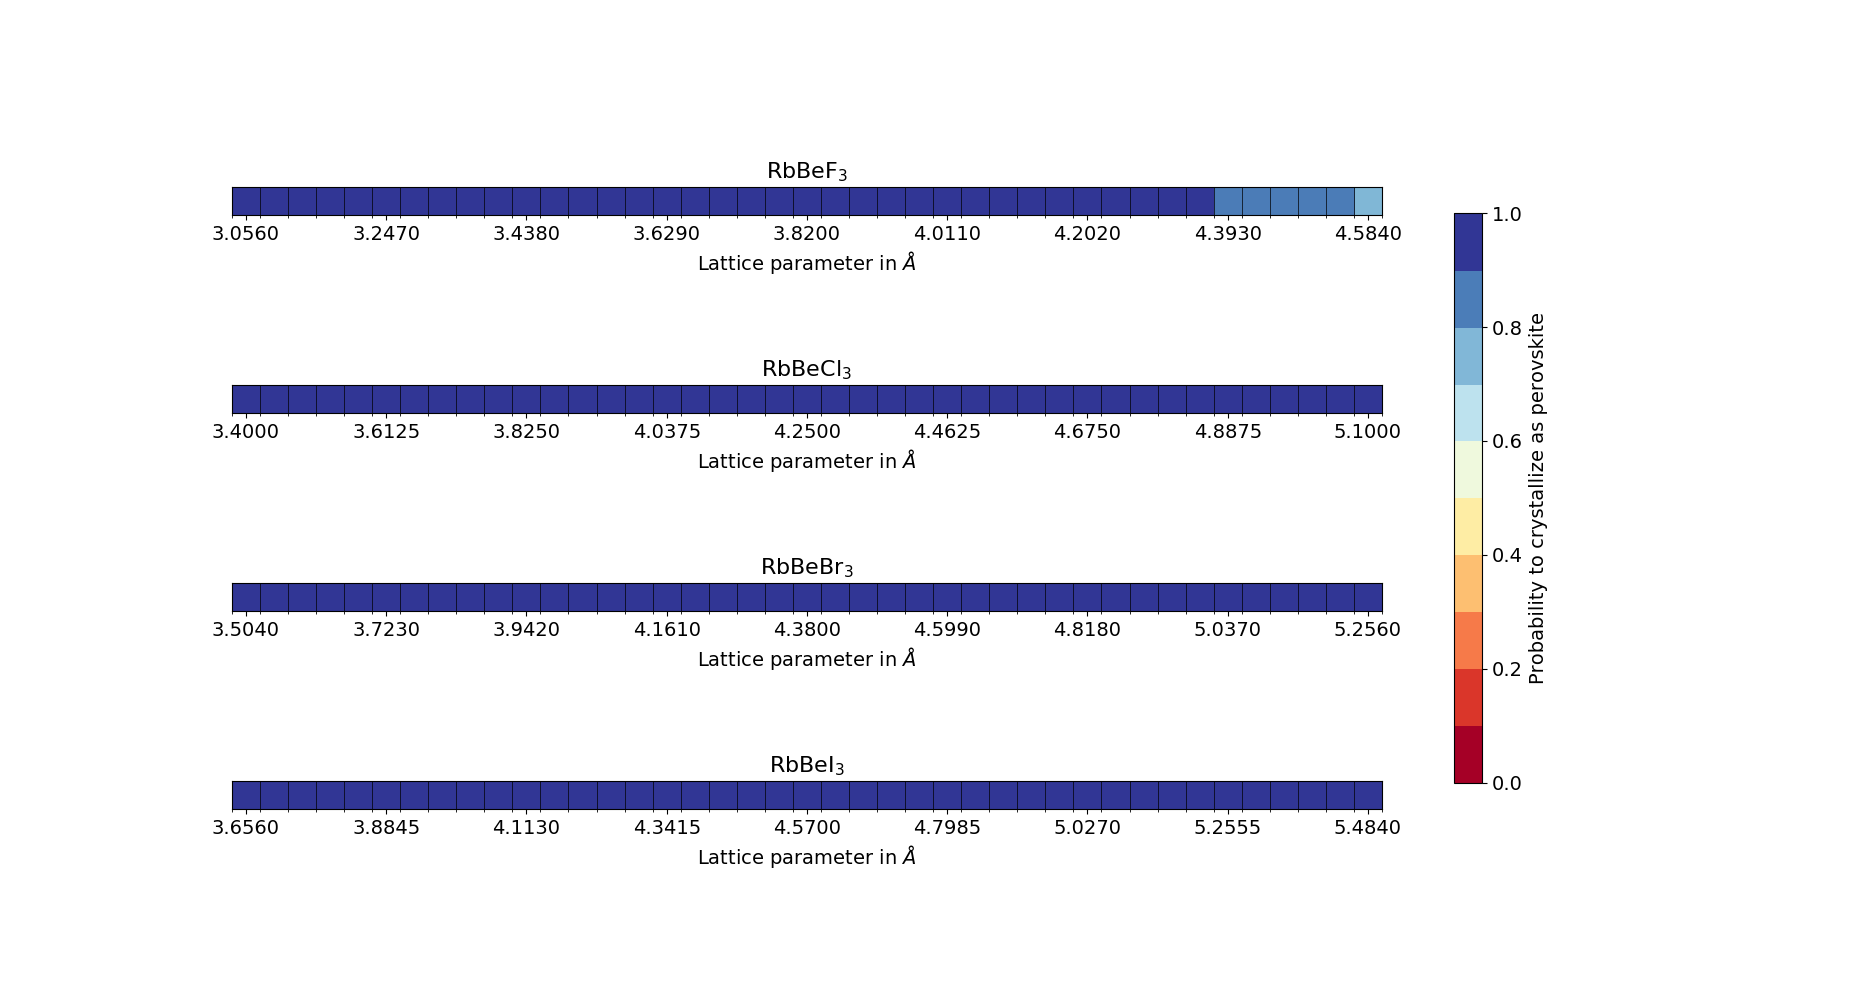 RbBeF₃
3.0560 3.2470 3.4380 3.6290 3.8200 4.0110 4.2020 4.3930 4.5840
Lattice parameter in Å
RbBeCl₃
3.4000 3.6125 3.8250 4.0375 4.2500 4.4625 4.6750 4.8875 5.1000
Lattice parameter in Å
RbBeBr₃
3.5040 3.7230 3.9420 4.1610 4.3800 4.5990 4.8180 5.0370 5.2560
Lattice parameter in Å
RbBeI₃
3.6560 3.8845 4.1130 4.3415 4.5700 4.7985 5.0270 5.2555 5.4840
Lattice parameter in Å
1.0
0.8
0.6
0.4
0.2
0.0
Probability to crystallize as perovskite